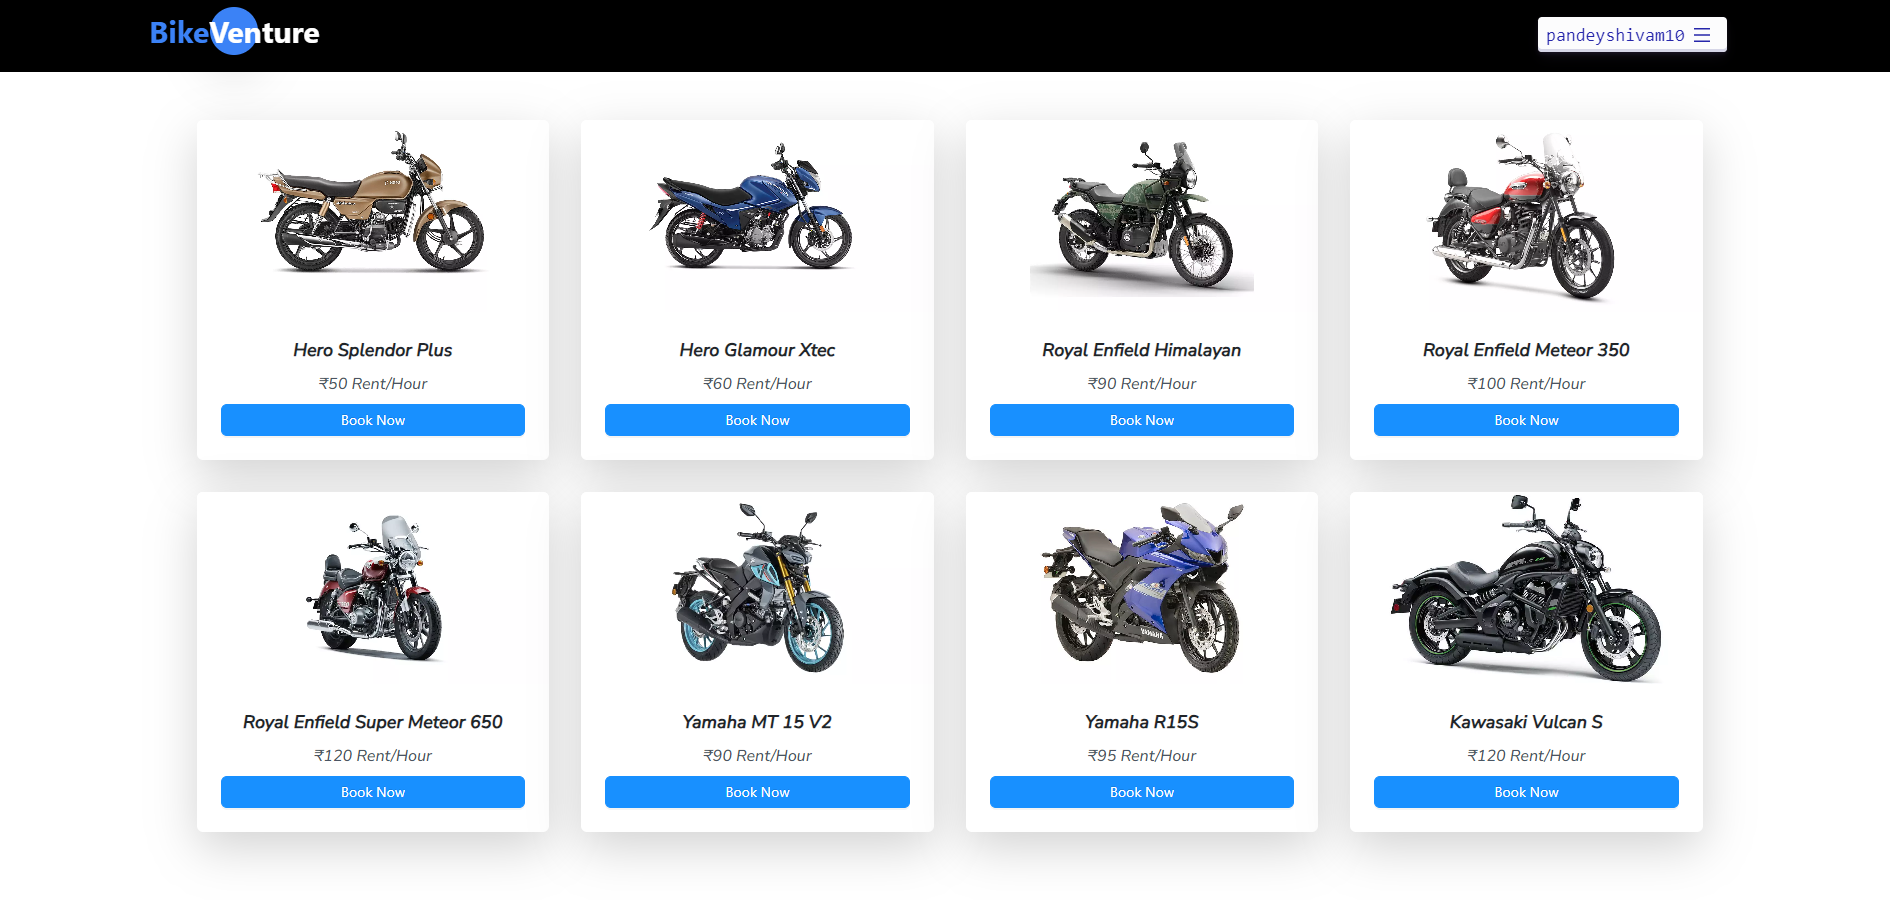 BikeVenture
pandeyshivam10
Hero Splendor Plus
₹50 Rent/Hour
Book Now
Hero Glamour Xtec
₹60 Rent/Hour
Book Now
Royal Enfield Himalayan
₹90 Rent/Hour
Book Now
Royal Enfield Meteor 350
₹100 Rent/Hour
Book Now
Royal Enfield Super Meteor 650
₹120 Rent/Hour
Book Now
Yamaha MT 15 V2
₹90 Rent/Hour
Book Now
YAMAHA
Yamaha R15S
₹95 Rent/Hour
Book Now
Kawasaki Vulcan S
₹120 Rent/Hour
Book Now